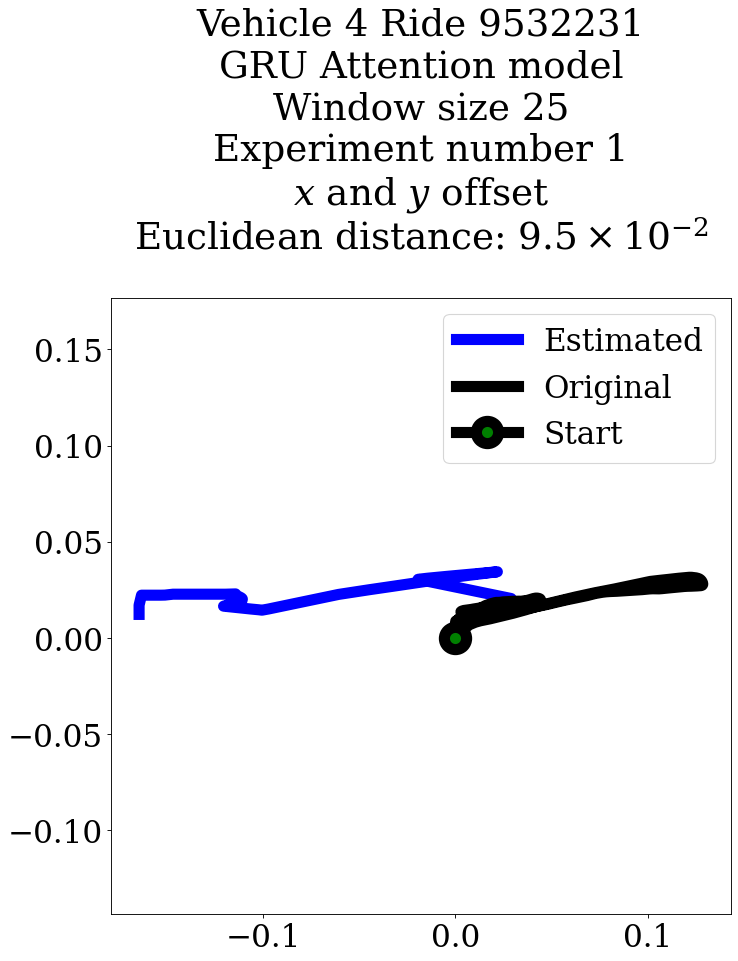 Vehicle 4 Ride 9532231
GRU Attention model
Window size 25
Experiment number 1
x and y offset
Euclidean distance: 9.5 × 10⁻²
Estimated
Original
Start
0.15
0.10
0.05
0.00
−0.05
−0.10
−0.1 0.0 0.1